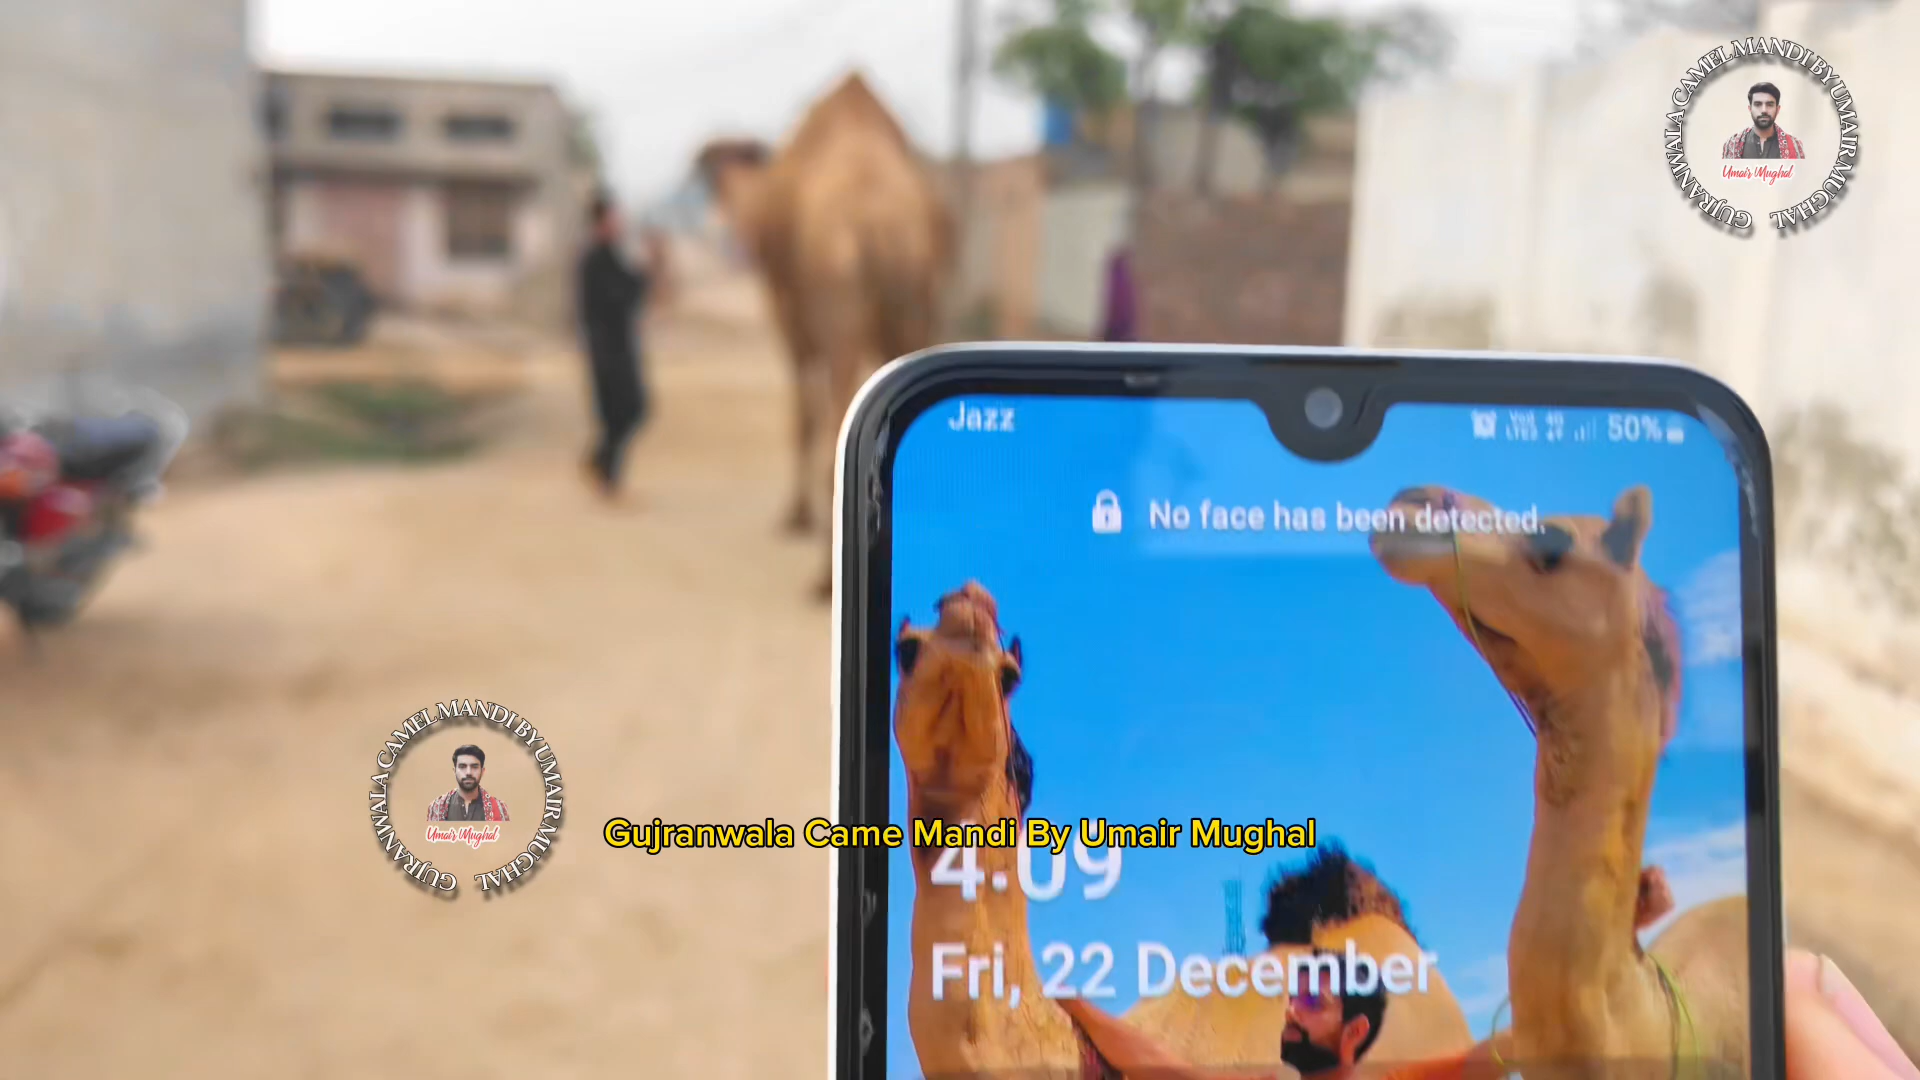 GUJRANWALA CAMEL MANDI BY UMAIR MUGHAL
Umair Mughal
Jazz
50%
No face has been detected.
GUJRANWALA CAMEL MANDI BY UMAIR MUGHAL
Umair Mughal
Gujranwala Came Mandi By Umair Mughal
4:09
Fri, 22 December